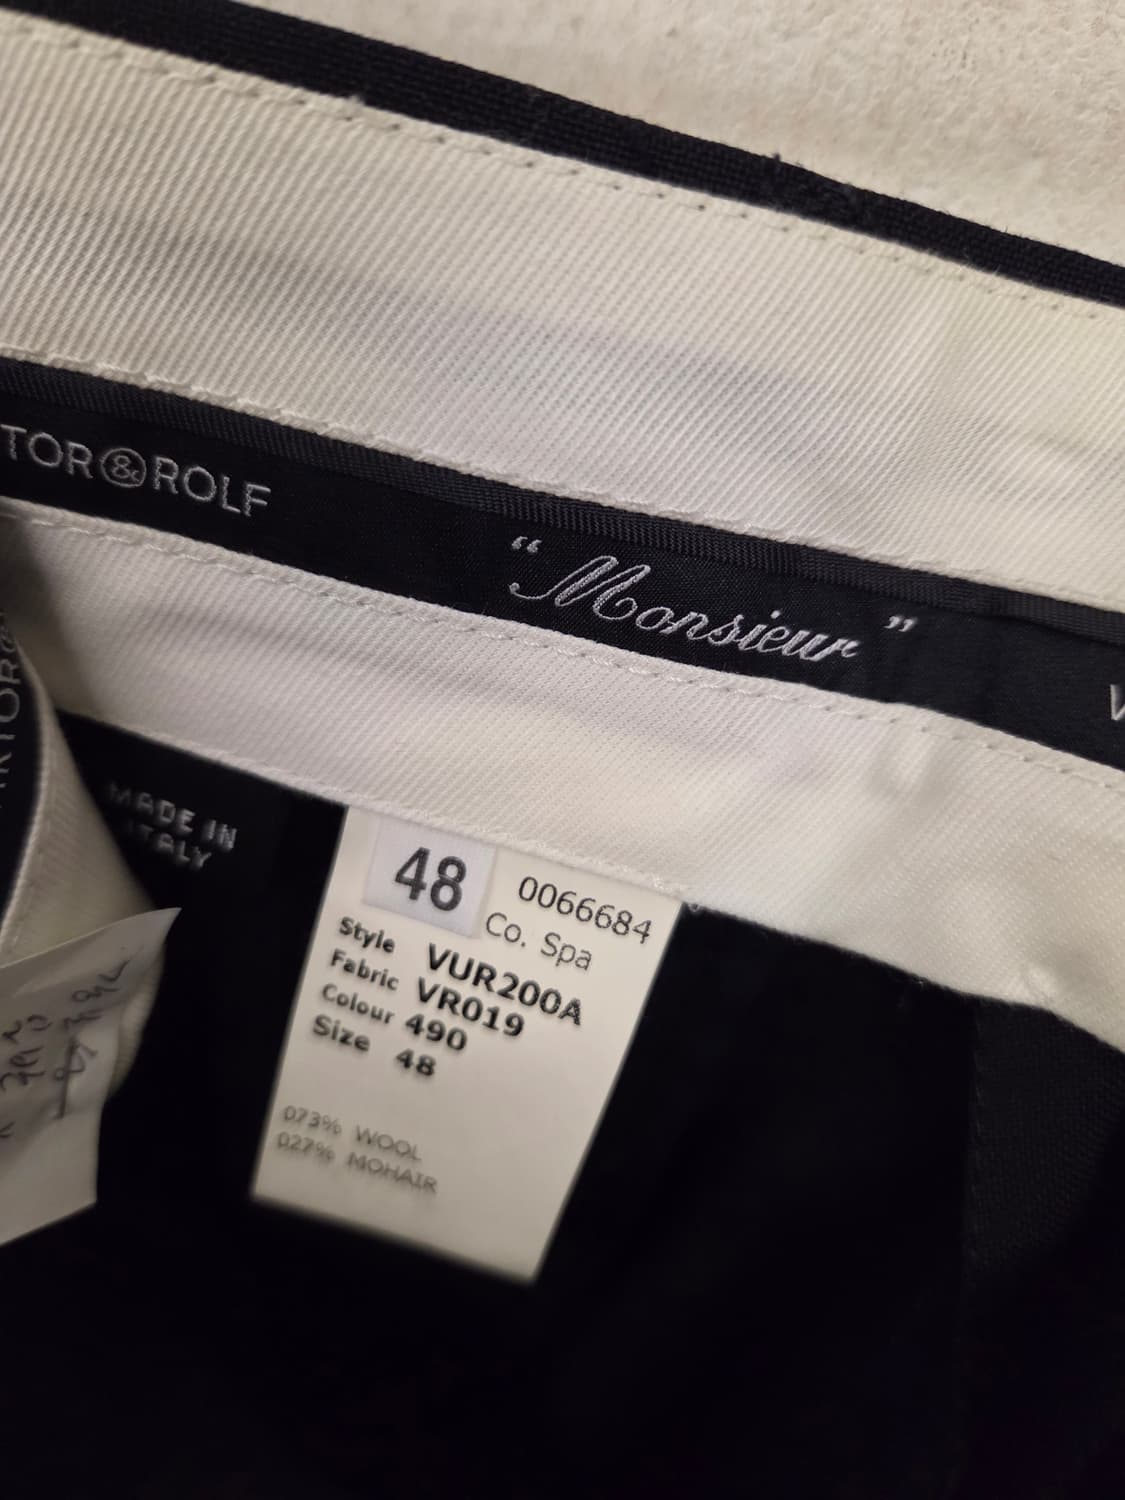 TOR&ROLF
“Monsieur”
V
MADE IN
ITALY
48
0066684
Co. Spa
Style VUR200A
Fabric VR019
Colour 490
Size 48
073% WOOL
027% MOHAIR